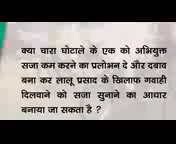 क्या चारा घोटाले के एक को अभियुक्त
सजा कम करने का प्रलोभन दे और दबाव
बना कर लालू प्रसाद के खिलाफ गवाही
दिलवाने को सजा सुनाने का आधार
बनाया जा सकता है ?